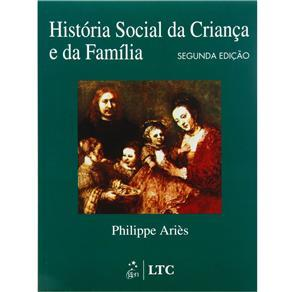 História Social da Criança
e da Família
SEGUNDA EDIÇÃO
Philippe Ariès
LTC